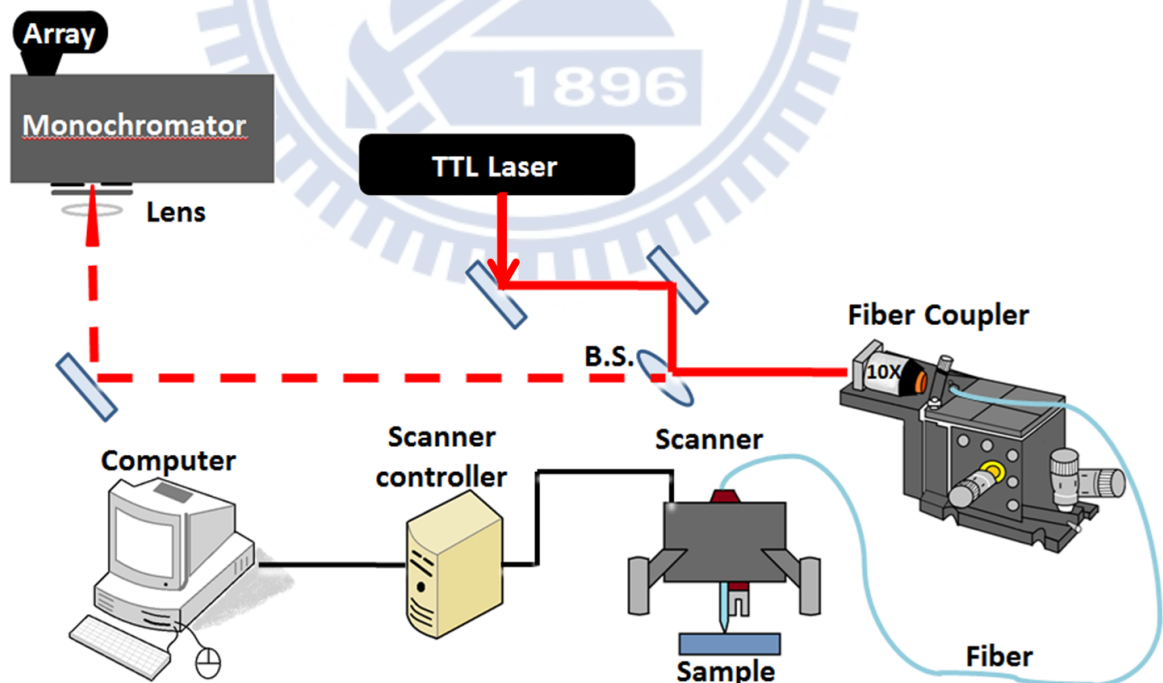 Array
1896
Monochromator
TTL Laser
Lens
Fiber Coupler
B.S.
10X
Scanner
controller
Scanner
Computer
Fiber
Sample